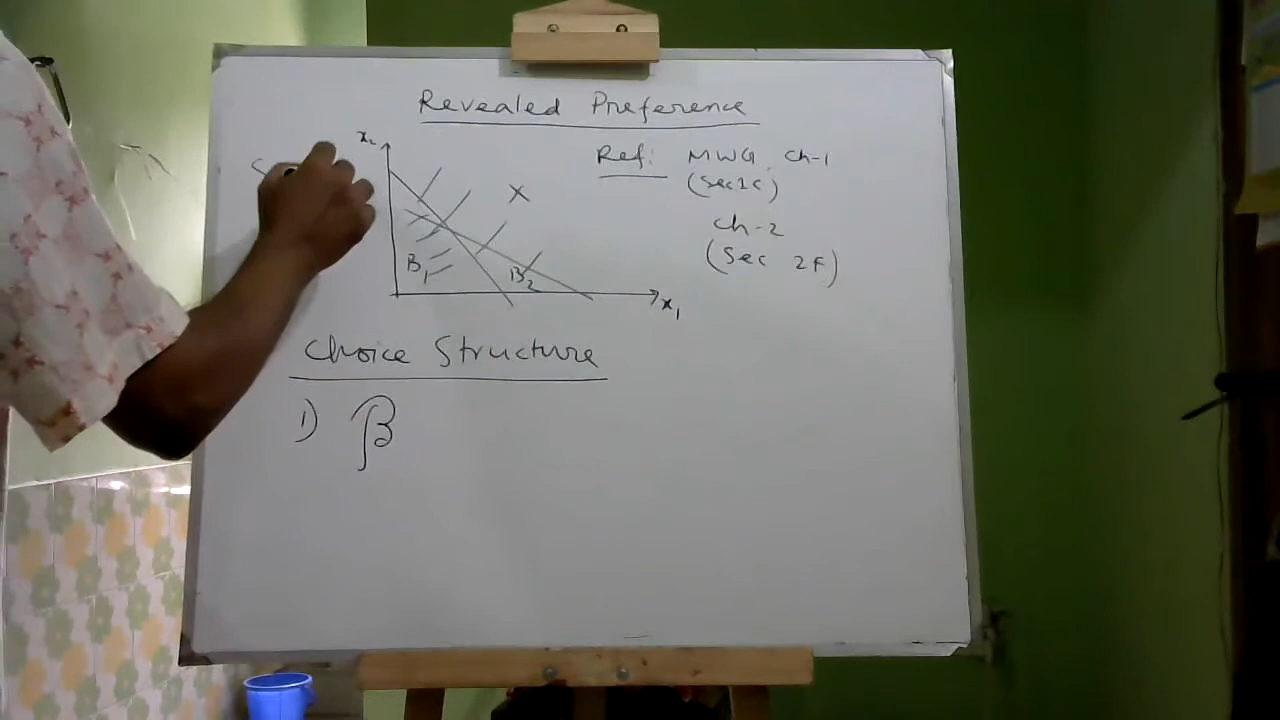 Revealed Preference
Ref: MWG, Ch-1
(Sec 1C)
Ch-2
(Sec 2F)
x₂
X
B₁
B₂
x₁
Choice Structure
1) β